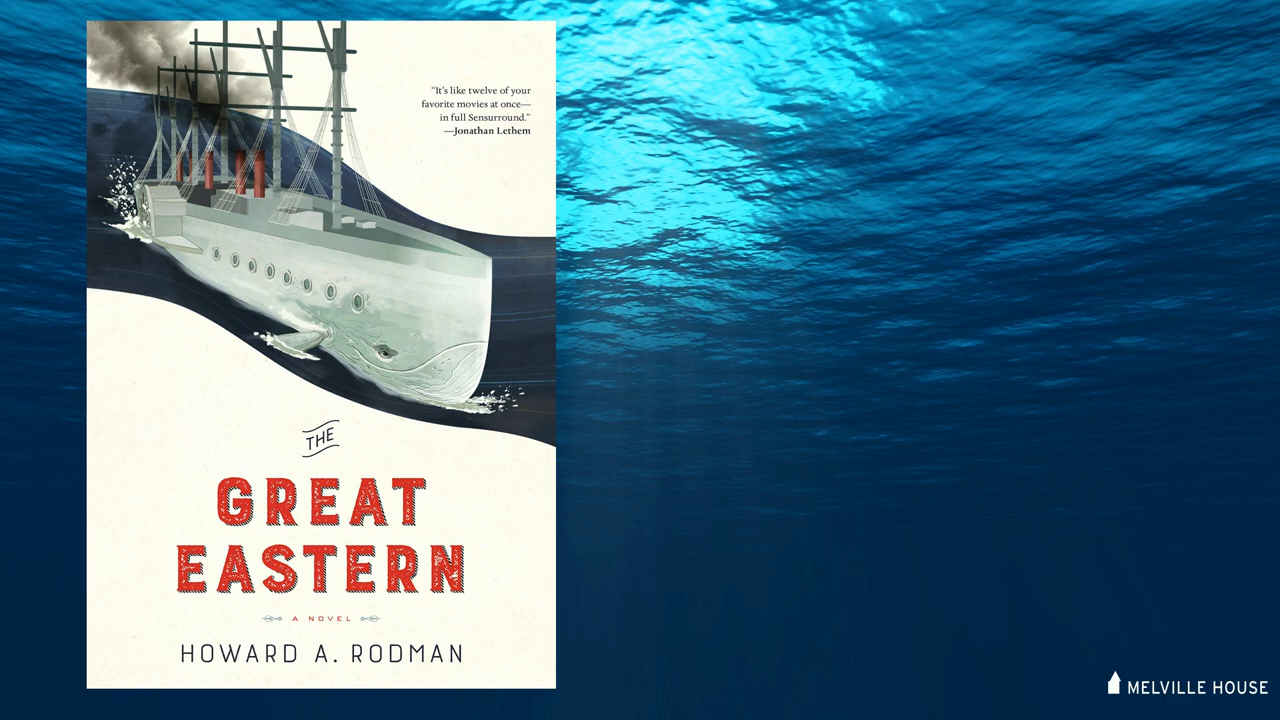 "It's like twelve of your
favorite movies at once—
in full Sensurround."
—Jonathan Lethem
THE
GREAT
EASTERN
A NOVEL
HOWARD A. RODMAN
MELVILLE HOUSE